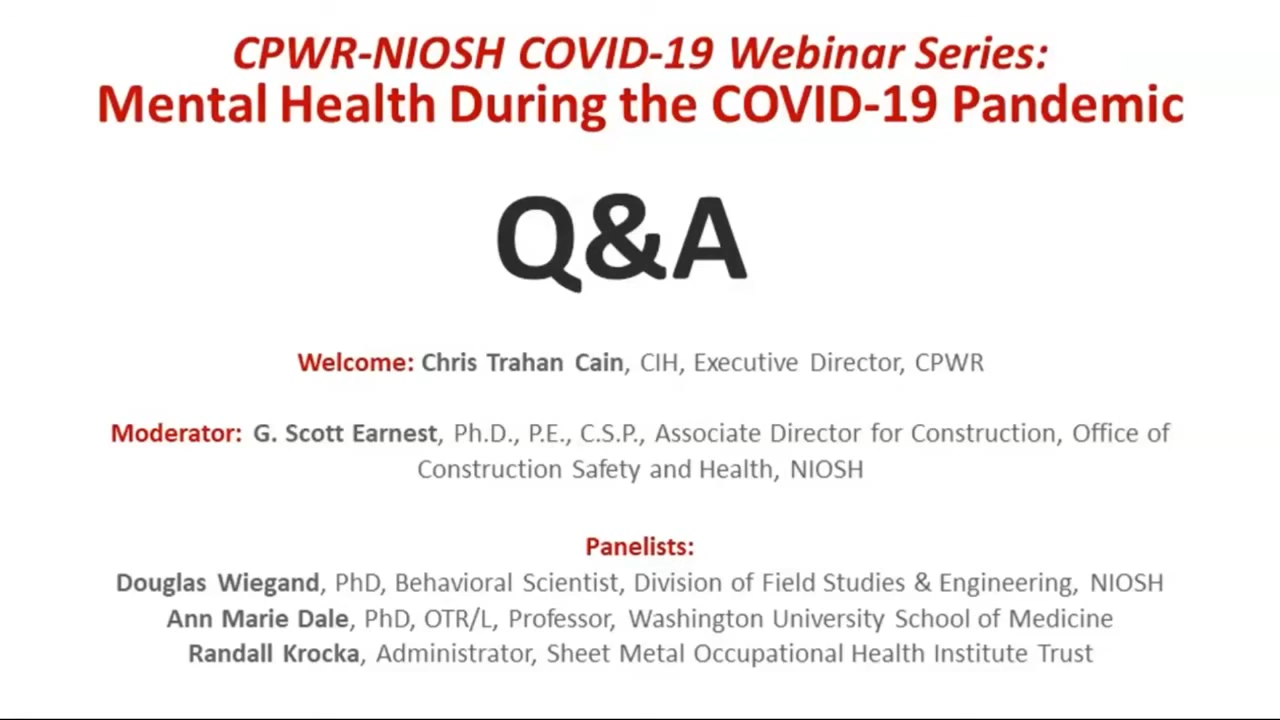 CPWR-NIOSH COVID-19 Webinar Series:
Mental Health During the COVID-19 Pandemic
Q&A
Welcome: Chris Trahan Cain, CIH, Executive Director, CPWR
Moderator: G. Scott Earnest, Ph.D., P.E., C.S.P., Associate Director for Construction, Office of
Construction Safety and Health, NIOSH
Panelists:
Douglas Wiegand, PhD, Behavioral Scientist, Division of Field Studies & Engineering, NIOSH
Ann Marie Dale, PhD, OTR/L, Professor, Washington University School of Medicine
Randall Krocka, Administrator, Sheet Metal Occupational Health Institute Trust